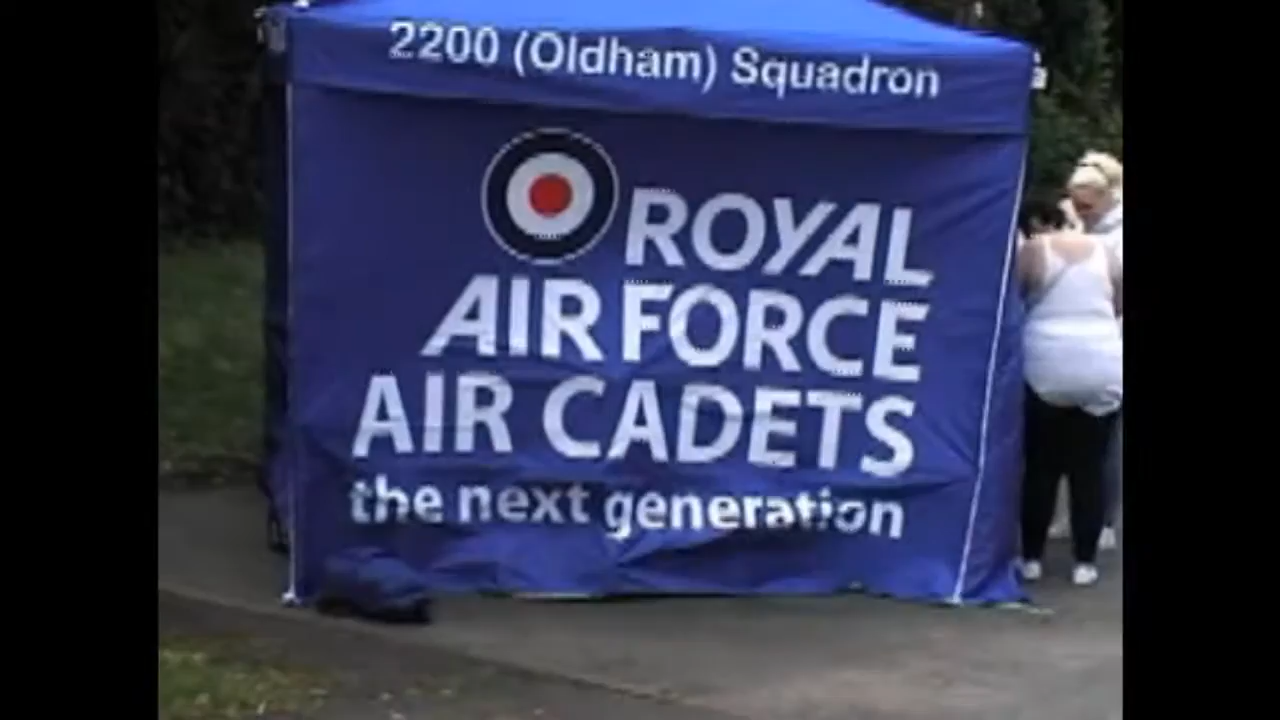 2200 (Oldham) Squadron
ROYAL
AIR FORCE
AIR CADETS
the next generation